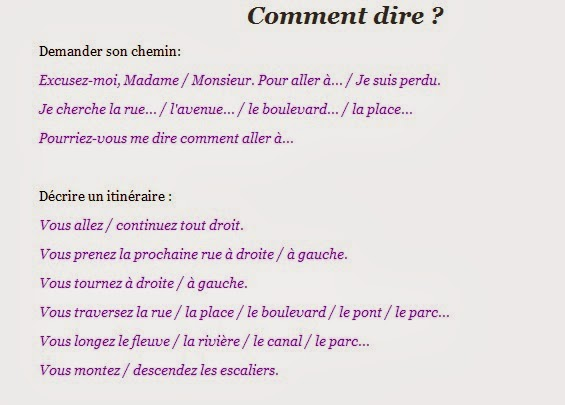 Comment dire ?
Demander son chemin:
Excusez-moi, Madame / Monsieur. Pour aller à... / Je suis perdu.
Je cherche la rue... / l'avenue... / le boulevard... / la place...
Pourriez-vous me dire comment aller à...
Décrire un itinéraire :
Vous allez / continuez tout droit.
Vous prenez la prochaine rue à droite / à gauche.
Vous tournez à droite / à gauche.
Vous traversez la rue / la place / le boulevard / le pont / le parc...
Vous longez le fleuve / la rivière / le canal / le parc...
Vous montez / descendez les escaliers.